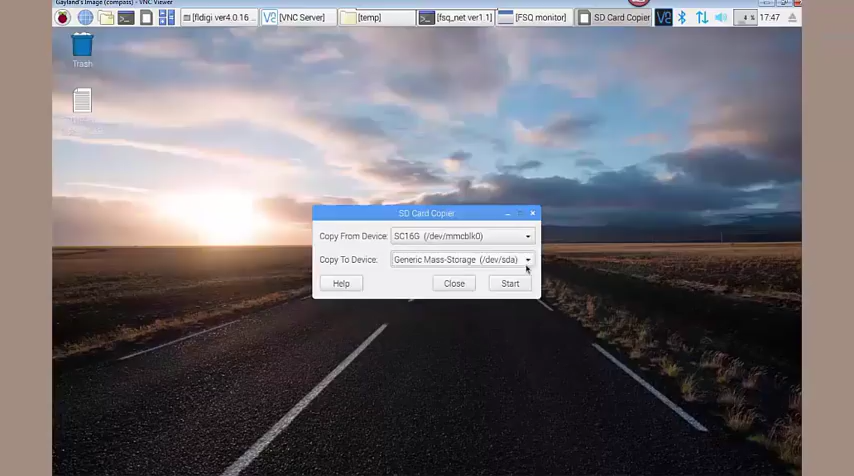 Gayland's Image (compass) - VNC Viewer
[fldigi ver4.0.16 ...
[VNC Server]
[temp]
[fsq_net ver1.1]
[FSQ monitor]
SD Card Copier
4 %
17:47
Trash
SD Card Copier
Copy From Device: SC16G (/dev/mmcblk0)
Copy To Device: Generic Mass-Storage (/dev/sda)
Help
Close
Start